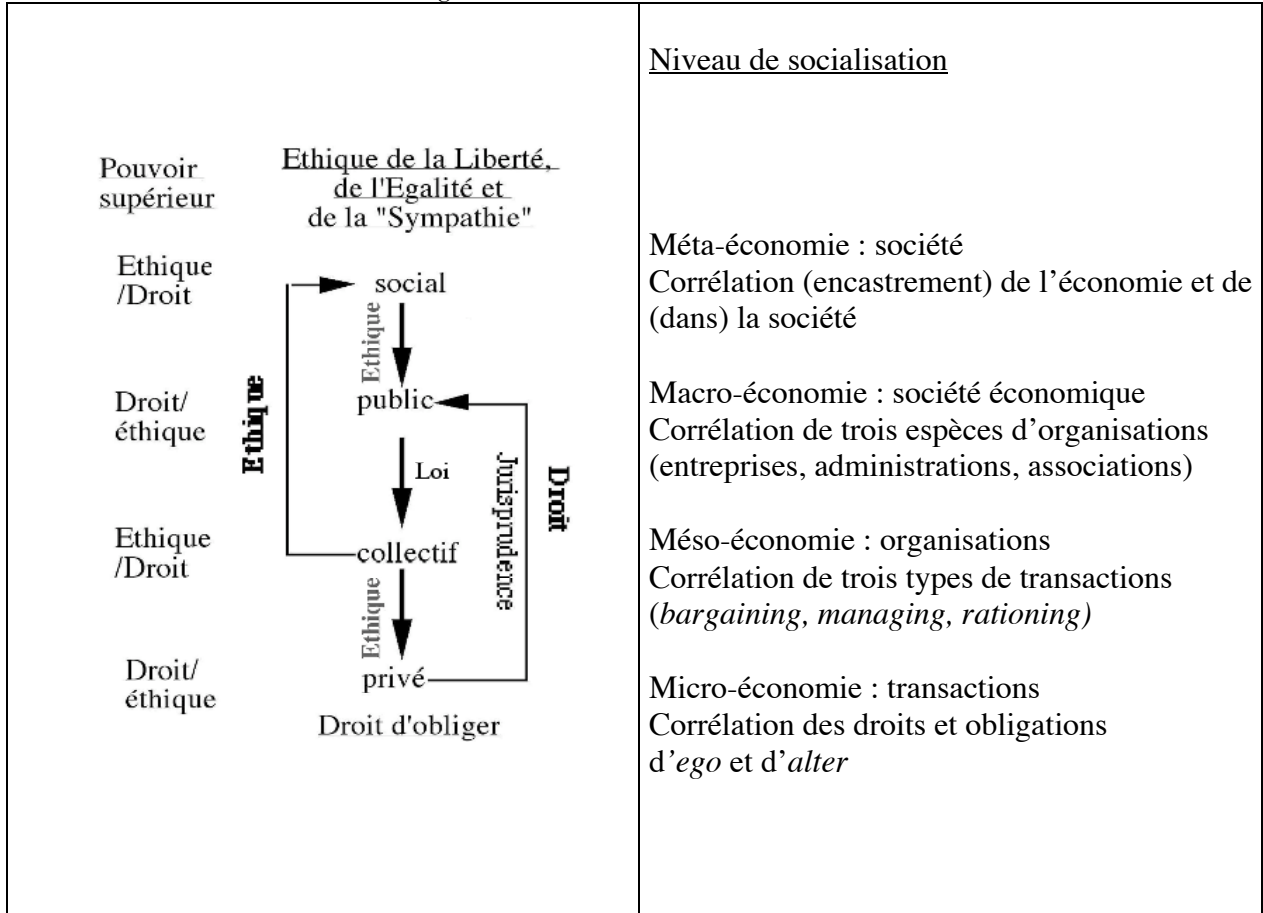 Pouvoir
supérieur
Ethique de la Liberté,
de l'Egalité et
de la "Sympathie"
Ethique
/Droit
social
Ethique
Droit/
éthique
public
Ethique
Loi
Jurisprudence
Droit
Ethique
/Droit
collectif
Ethique
Droit/
éthique
privé
Droit d'obliger
Niveau de socialisation
Méta-économie : société
Corrélation (encastrement) de l’économie et de
(dans) la société
Macro-économie : société économique
Corrélation de trois espèces d’organisations
(entreprises, administrations, associations)
Méso-économie : organisations
Corrélation de trois types de transactions
(bargaining, managing, rationing)
Micro-économie : transactions
Corrélation des droits et obligations
d’ego et d’alter